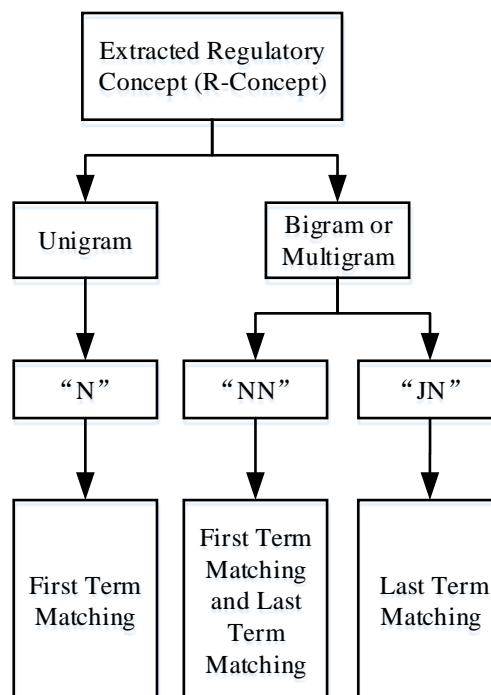 Extracted Regulatory
Concept (R-Concept)
Unigram
Bigram or
Multigram
“N”
“NN”
“JN”
First Term
Matching
First Term
Matching
and Last
Term
Matching
Last Term
Matching